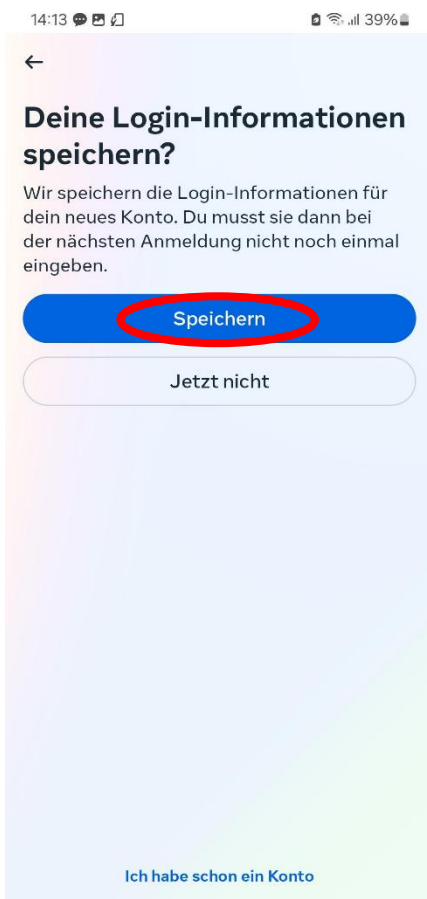 14:13 39%
Deine Login-Informationen
speichern?
Wir speichern die Login-Informationen für
dein neues Konto. Du musst sie dann bei
der nächsten Anmeldung nicht noch einmal
eingeben.
Speichern
Jetzt nicht
Ich habe schon ein Konto